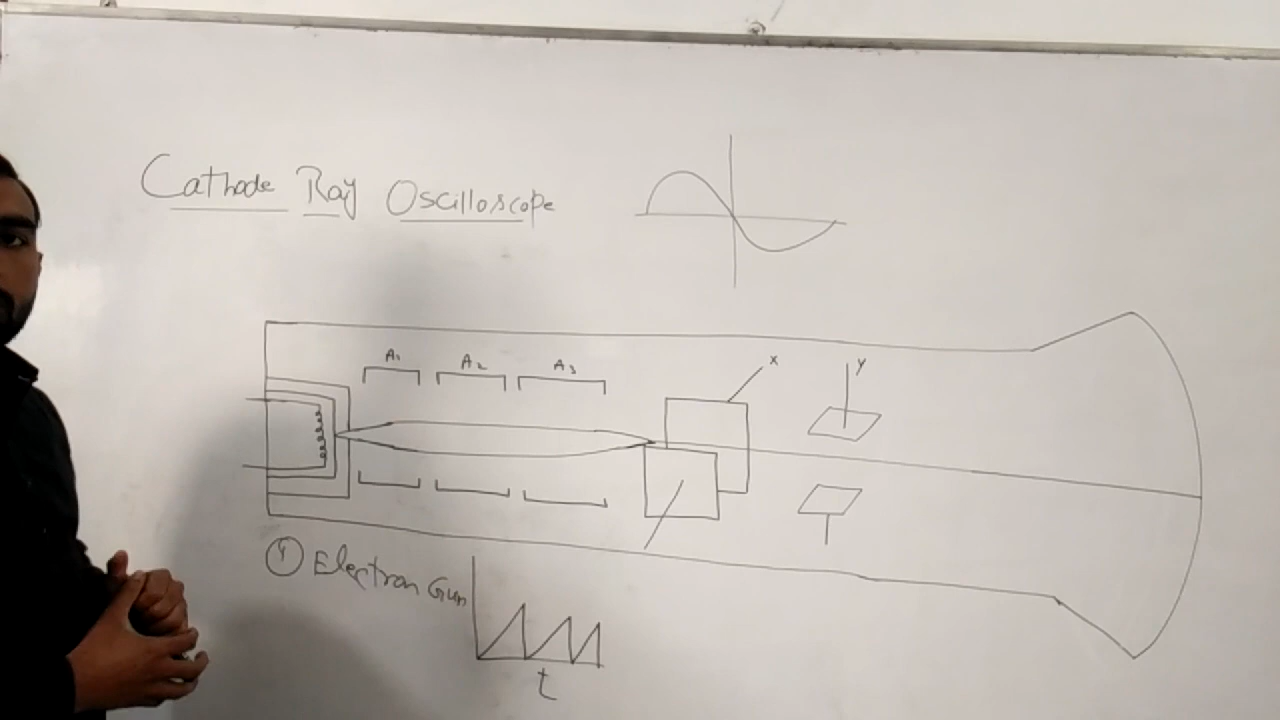 Cathode Ray Oscilloscope
A1 A2 A3 X Y
① Electron Gun
t